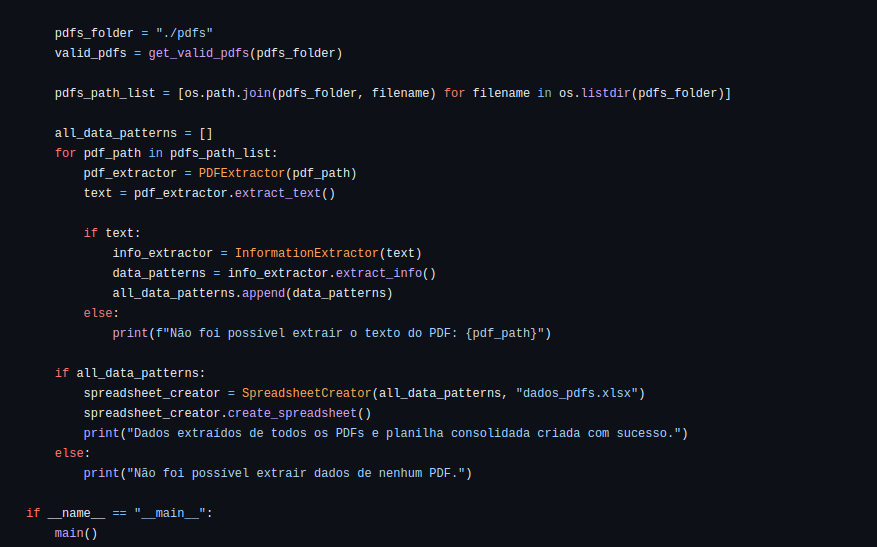 pdfs_folder = "./pdfs"
valid_pdfs = get_valid_pdfs(pdfs_folder)
pdfs_path_list = [os.path.join(pdfs_folder, filename) for filename in os.listdir(pdfs_folder)]
all_data_patterns = []
for pdf_path in pdfs_path_list:
pdf_extractor = PDFExtractor(pdf_path)
text = pdf_extractor.extract_text()
if text:
info_extractor = InformationExtractor(text)
data_patterns = info_extractor.extract_info()
all_data_patterns.append(data_patterns)
else:
print(f"Não foi possível extrair o texto do PDF: {pdf_path}")
if all_data_patterns:
spreadsheet_creator = SpreadsheetCreator(all_data_patterns, "dados_pdfs.xlsx")
spreadsheet_creator.create_spreadsheet()
print("Dados extraídos de todos os PDFs e planilha consolidada criada com sucesso.")
else:
print("Não foi possível extrair dados de nenhum PDF.")
if __name__ == "__main__":
main()